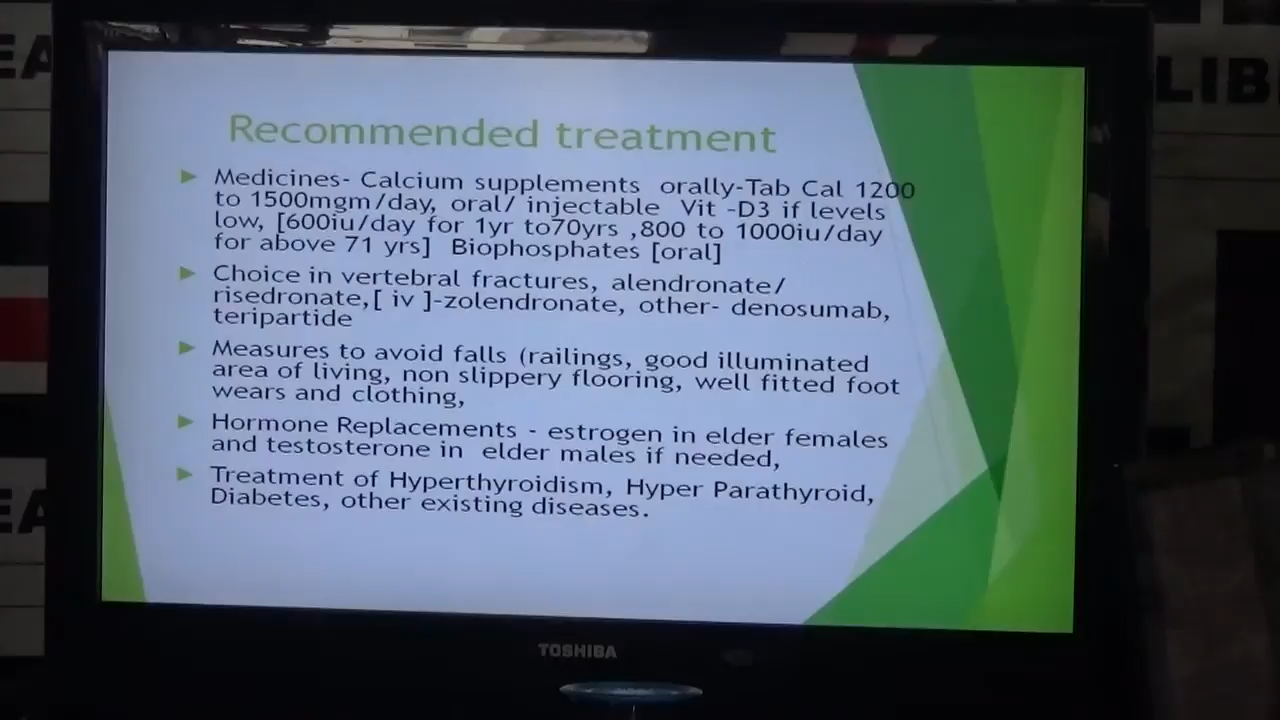 EA
LIB
Recommended treatment
Medicines- Calcium supplements orally-Tab Cal 1200
to 1500mgm/day, oral/ injectable Vit -D3 if levels
low, [600iu/day for 1yr to70yrs ,800 to 1000iu/day
for above 71 yrs] Biophosphates [oral]
Choice in vertebral fractures, alendronate/
risedronate,[ iv ]-zolendronate, other- denosumab,
teripartide
Measures to avoid falls (railings, good illuminated
area of living, non slippery flooring, well fitted foot
wears and clothing,
Hormone Replacements - estrogen in elder females
and testosterone in elder males if needed,
Treatment of Hyperthyroidism, Hyper Parathyroid,
Diabetes, other existing diseases.
EA
TOSHIBA